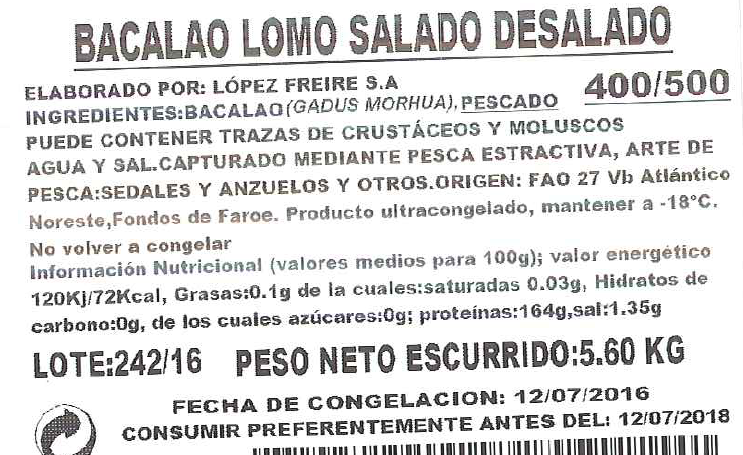 BACALAO LOMO SALADO DESALADO
ELABORADO POR: LÓPEZ FREIRE S.A
400/500
INGREDIENTES:BACALAO(GADUS MORHUA), PESCADO
PUEDE CONTENER TRAZAS DE CRUSTÁCEOS Y MOLUSCOS
AGUA Y SAL.CAPTURADO MEDIANTE PESCA ESTRACTIVA, ARTE DE
PESCA:SEDALES Y ANZUELOS Y OTROS.ORIGEN: FAO 27 Vb Atlántico
Noreste,Fondos de Faroe. Producto ultracongelado, mantener a -18°C.
No volver a congelar
Información Nutricional (valores medios para 100g); valor energético
120Kj/72Kcal, Grasas:0.1g de la cuales:saturadas 0.03g, Hidratos de
carbono:0g, de los cuales azúcares:0g; proteínas:164g,sal:1.35g
LOTE:242/16 PESO NETO ESCURRIDO:5.60 KG
FECHA DE CONGELACION: 12/07/2016
CONSUMIR PREFERENTEMENTE ANTES DEL: 12/07/2018